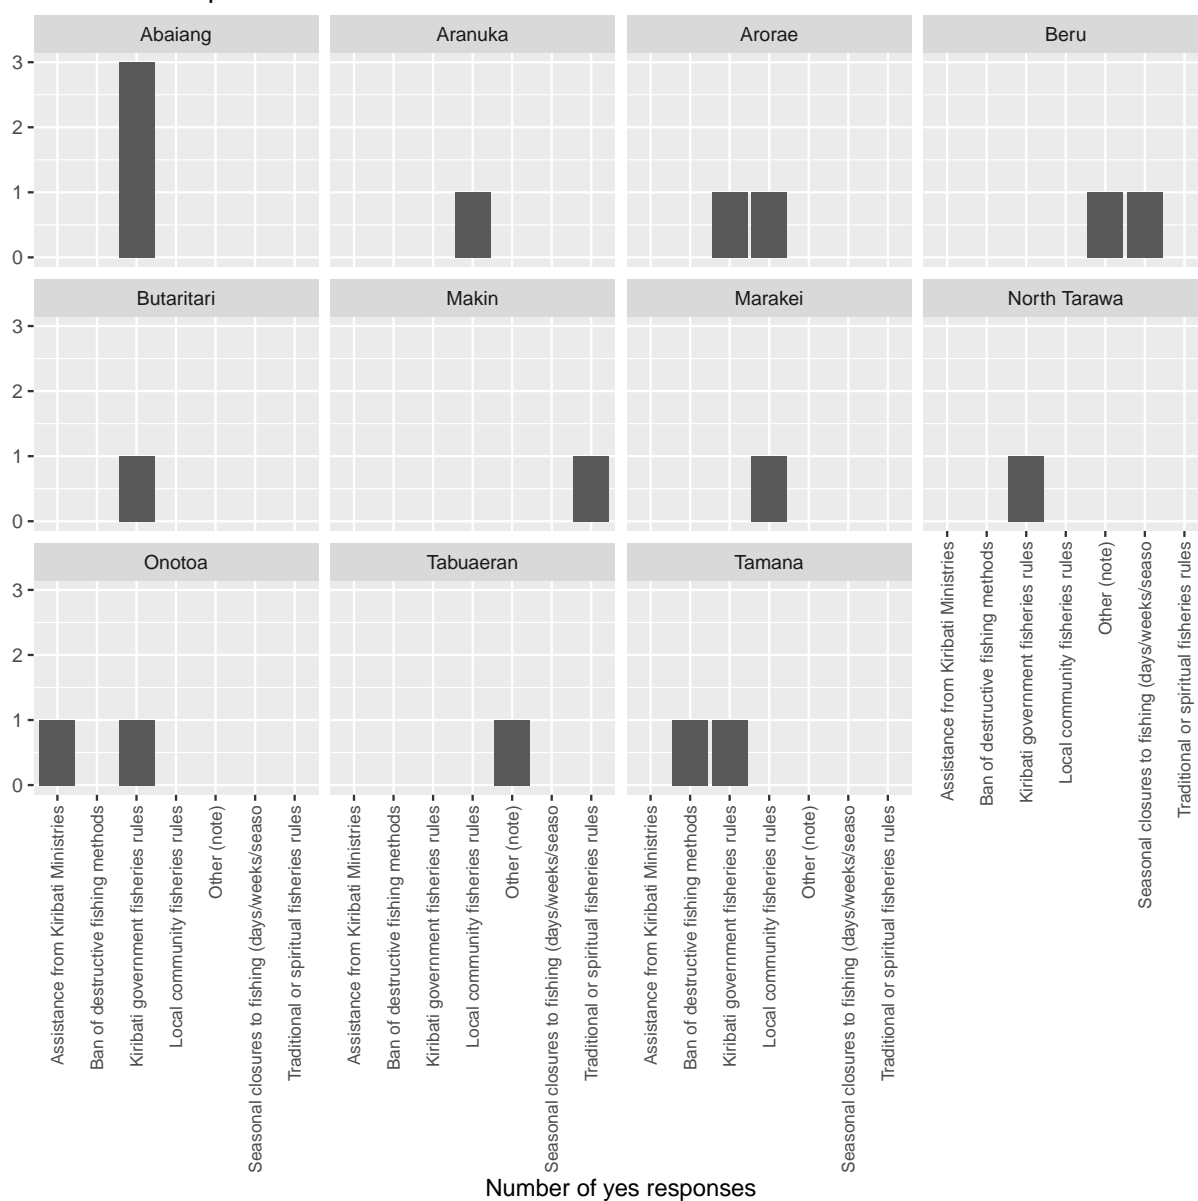 Abaiang
Aranuka
Arorae
Beru
3
2
1
0
Butaritari
Makin
Marakei
North Tarawa
3
2
1
0
Onotoa
Tabuaeran
Tamana
3
2
1
0
Assistance from Kiribati Ministries
Ban of destructive fishing methods
Kiribati government fisheries rules
Local community fisheries rules
Other (note)
Seasonal closures to fishing (days/weeks/seaso
Traditional or spiritual fisheries rules
Assistance from Kiribati Ministries
Ban of destructive fishing methods
Kiribati government fisheries rules
Local community fisheries rules
Other (note)
Seasonal closures to fishing (days/weeks/seaso
Traditional or spiritual fisheries rules
Assistance from Kiribati Ministries
Ban of destructive fishing methods
Kiribati government fisheries rules
Local community fisheries rules
Other (note)
Seasonal closures to fishing (days/weeks/seaso
Traditional or spiritual fisheries rules
Assistance from Kiribati Ministries
Ban of destructive fishing methods
Kiribati government fisheries rules
Local community fisheries rules
Other (note)
Seasonal closures to fishing (days/weeks/seaso
Traditional or spiritual fisheries rules
Number of yes responses